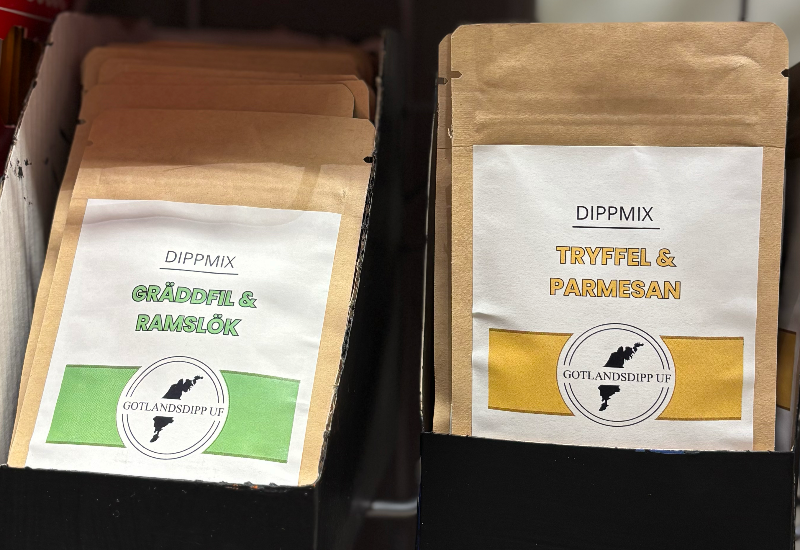 DIPPMIX
GRÄDDFIL &
RAMSLÖK
GOTLANDSDIPP UF
DIPPMIX
TRYFFEL &
PARMESAN
GOTLANDSDIPP UF